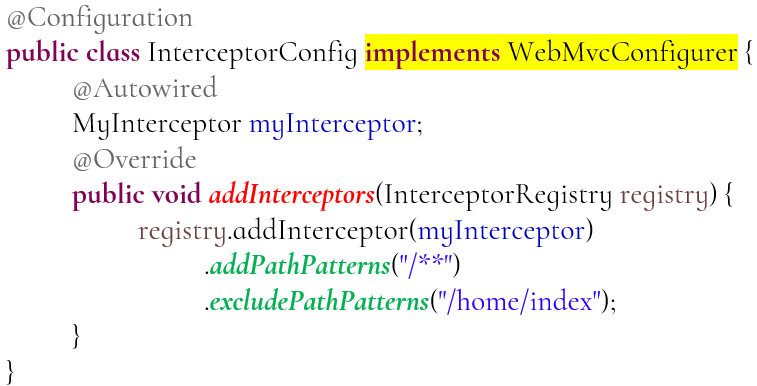 @Configuration
public class InterceptorConfig implements WebMvcConfigurer {
@Autowired
MyInterceptor myInterceptor;
@Override
public void addInterceptors(InterceptorRegistry registry) {
registry.addInterceptor(myInterceptor)
.addPathPatterns("/**")
.excludePathPatterns("/home/index");
}
}